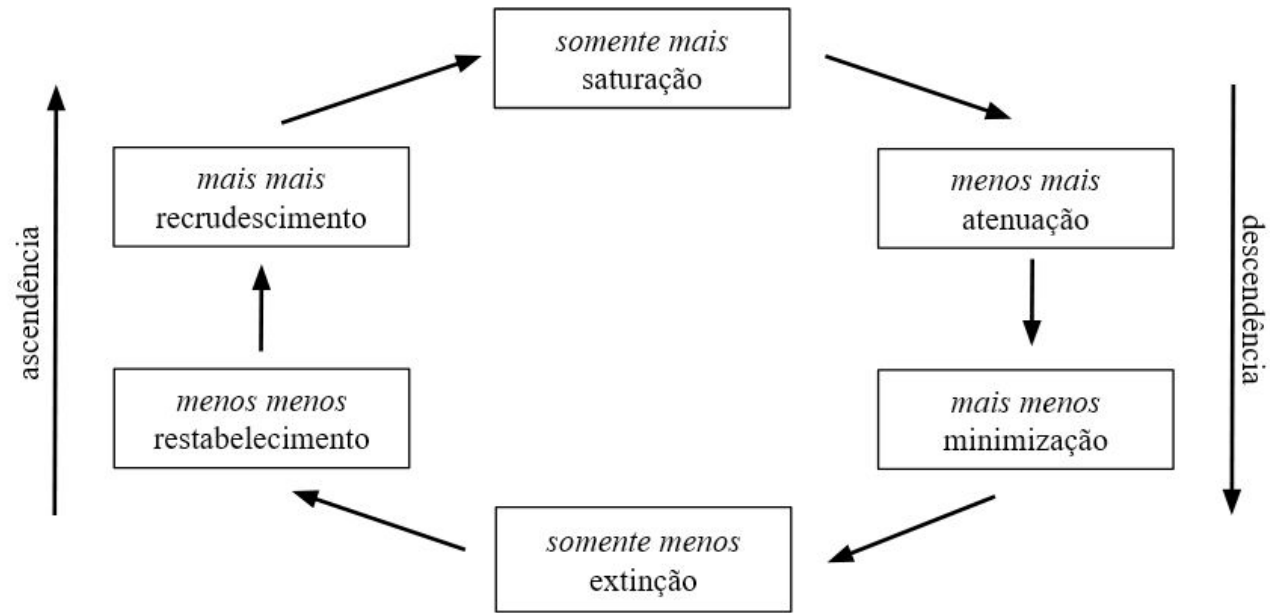 somente mais
saturação
mais mais
recrudescimento
menos mais
atenuação
ascendência
descendência
menos menos
restabelecimento
mais menos
minimização
somente menos
extinção